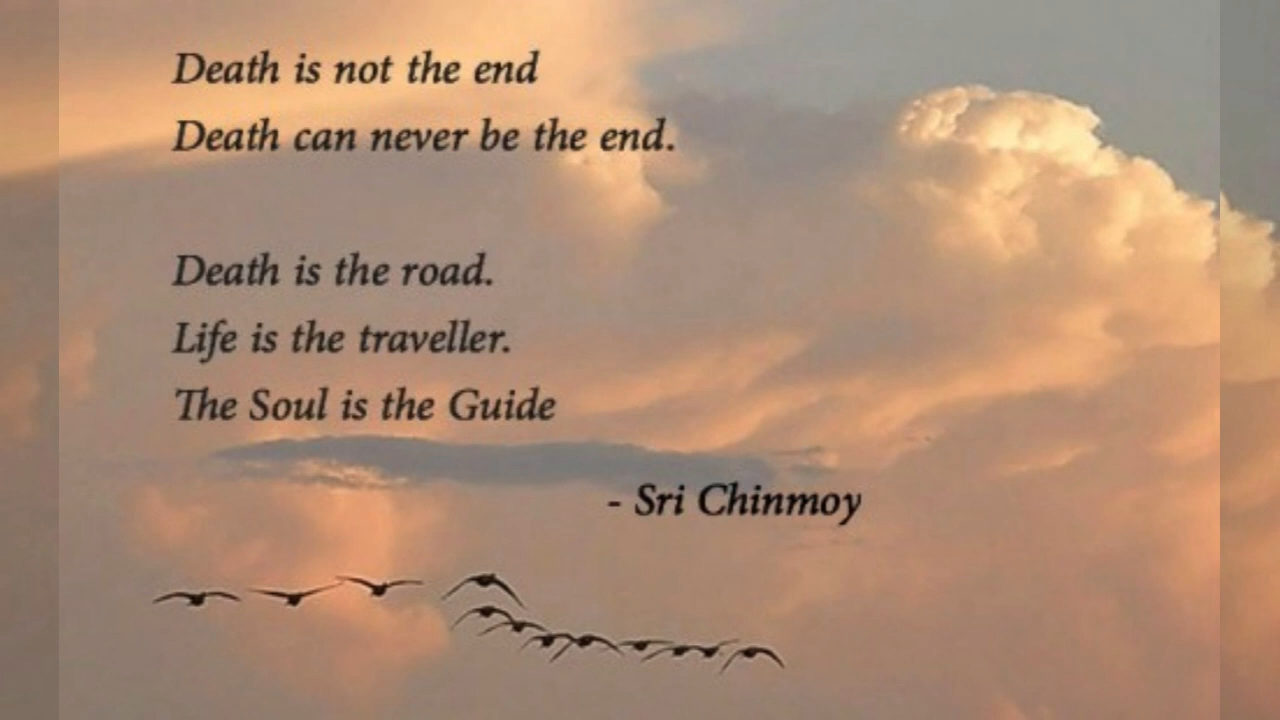 Death is not the end
Death can never be the end.
Death is the road.
Life is the traveller.
The Soul is the Guide
- Sri Chinmoy